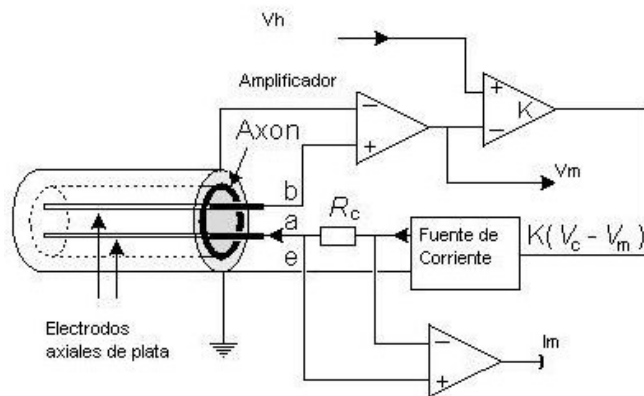 Vh
Amplificador
+
K
−
−
+
Axon
Vm
b
a
Rc
e
Fuente de
Corriente
K(Vc - Vm)
Electrodos
axiales de plata
−
+
Im